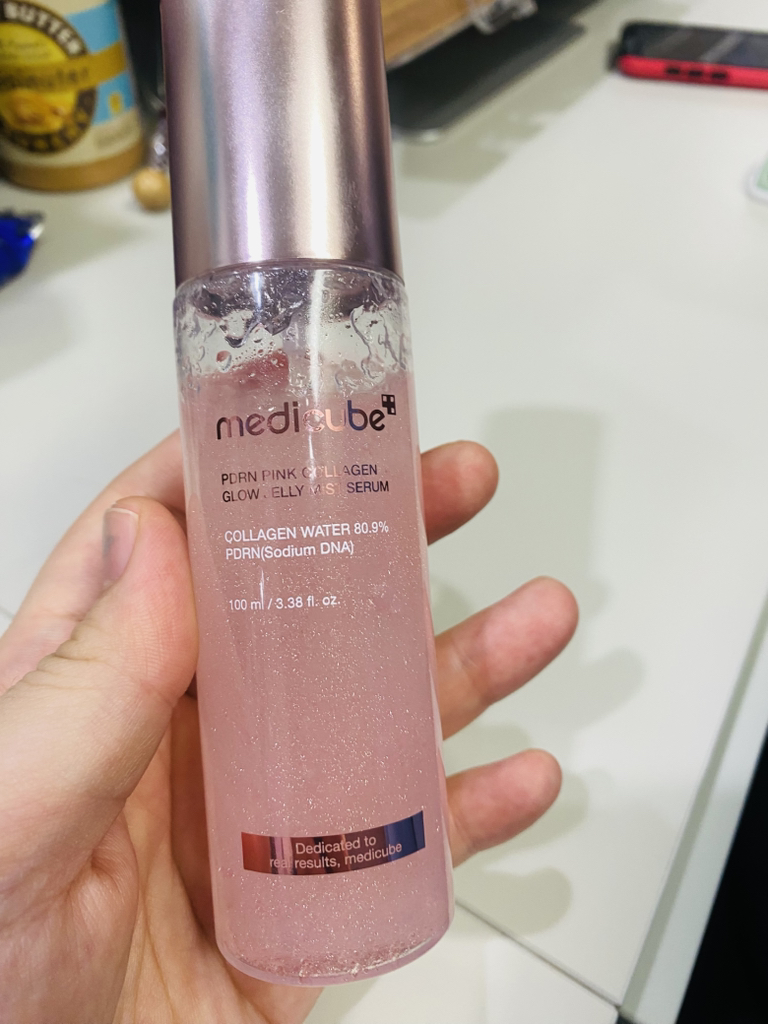 BUTTER
medicube
PDRN PINK COLLAGEN
GLOW JELLY MIST SERUM
COLLAGEN WATER 80.9%
PDRN(Sodium DNA)
100 ml / 3.38 fl. oz.
Dedicated to
real results, medicube